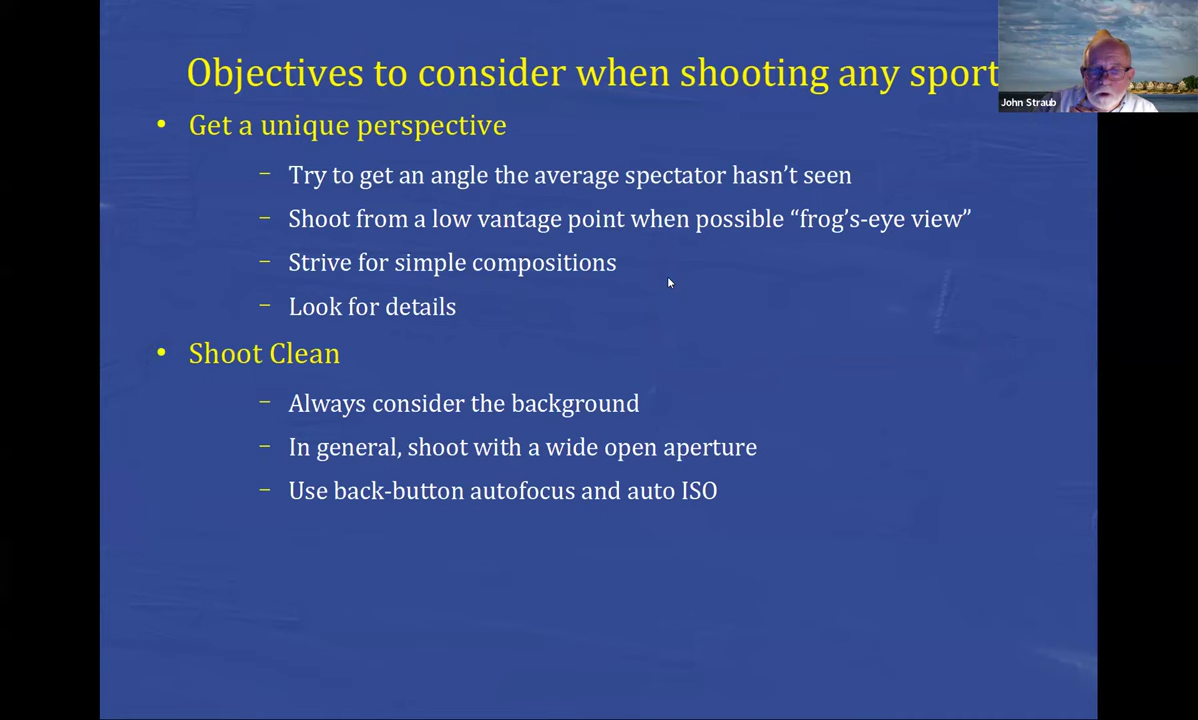 Objectives to consider when shooting any sport
John Straub
• Get a unique perspective
– Try to get an angle the average spectator hasn’t seen
– Shoot from a low vantage point when possible “frog’s-eye view”
– Strive for simple compositions
– Look for details
• Shoot Clean
– Always consider the background
– In general, shoot with a wide open aperture
– Use back-button autofocus and auto ISO